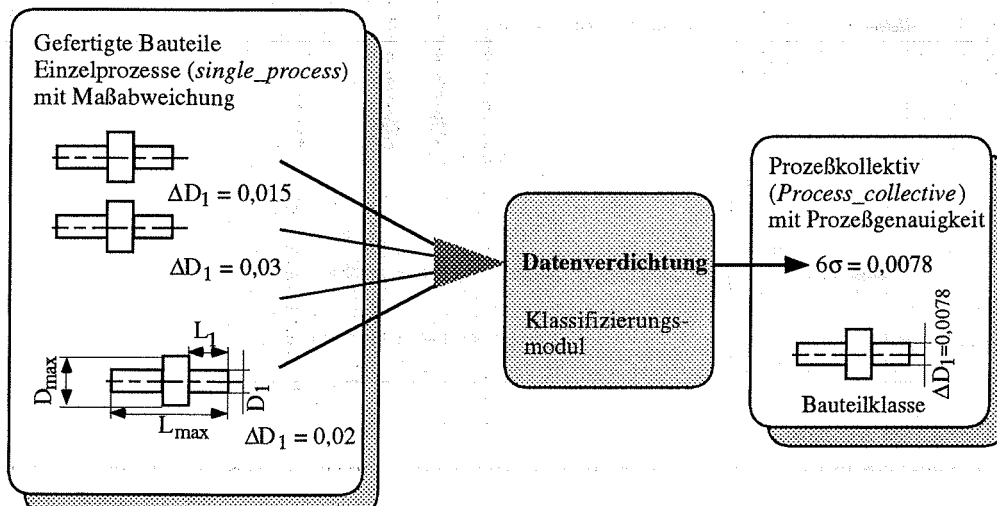 Gefertigte Bauteile
Einzelprozesse (single_process)
mit Maßabweichung
ΔD1 = 0,015
ΔD1 = 0,03
L1
Dmax
D1
Lmax
ΔD1 = 0,02
Datenverdichtung
Klassifizierungs-
modul
Prozeßkollektiv
(Process_collective)
mit Prozeßgenauigkeit
6σ = 0,0078
ΔD1=0,0078
Bauteilklasse